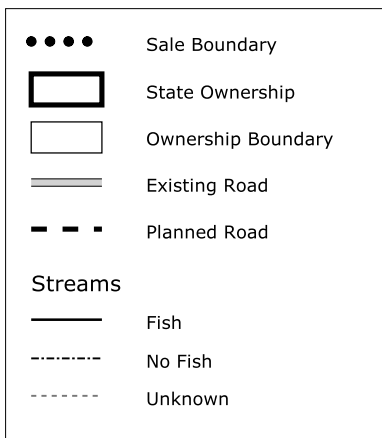 Sale Boundary
State Ownership
Ownership Boundary
Existing Road
Planned Road
Streams
Fish
No Fish
Unknown